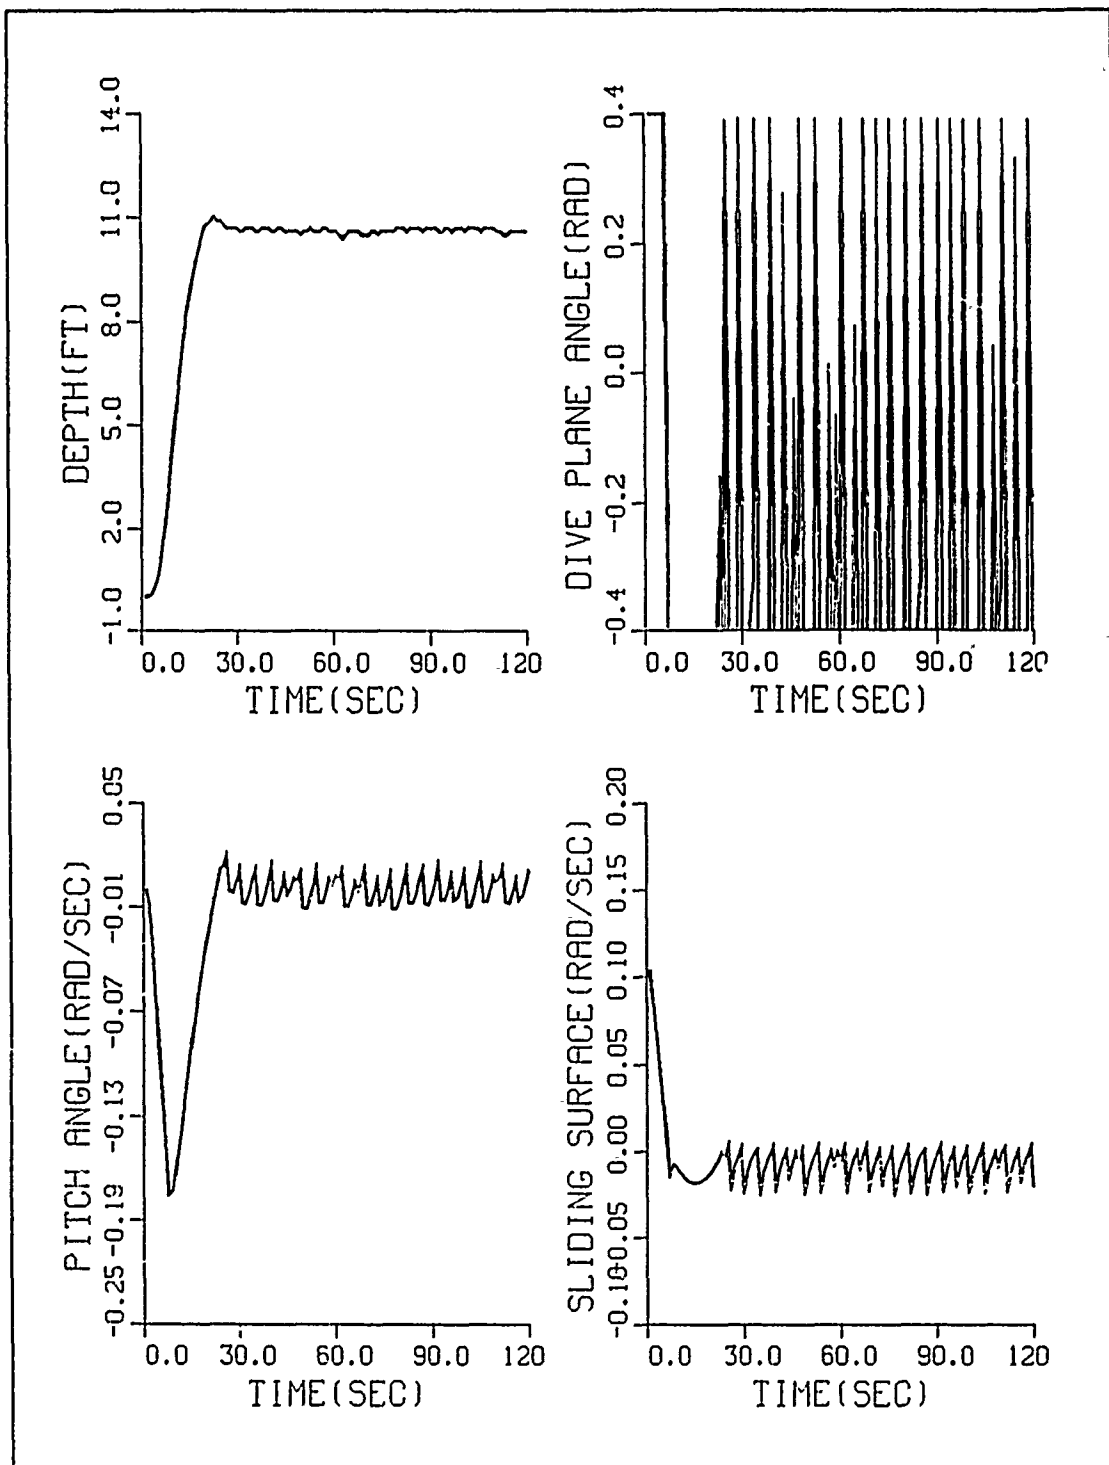 DEPTH(FT)
14.0
11.0
8.0
5.0
2.0
-1.0
0.0 30.0 60.0 90.0 120
TIME(SEC)
DIVE PLANE ANGLE(RAD)
0.4
0.2
0.0
-0.2
-0.4
0.0 30.0 60.0 90.0 120
TIME(SEC)
PITCH ANGLE(RAD/SEC)
0.05
-0.01
-0.07
-0.13
-0.19
-0.25
0.0 30.0 60.0 90.0 120
TIME(SEC)
SLIDING SURFACE(RAD/SEC)
0.20
0.15
0.10
0.05
0.00
-0.05
-0.10
0.0 30.0 60.0 90.0 120
TIME(SEC)